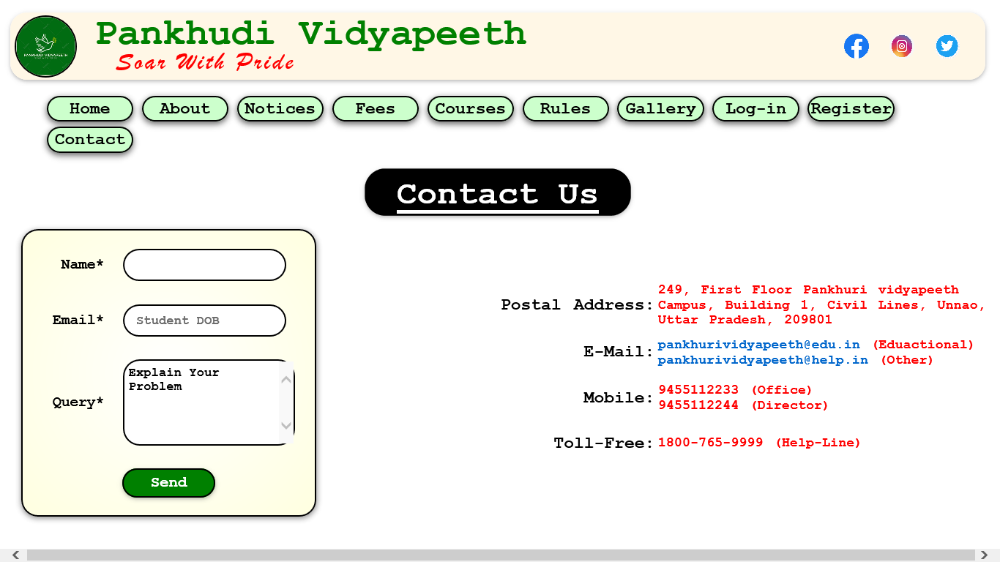 PANKHUDI VIDYAPEETH
Pankhudi Vidyapeeth
Soar With Pride
Home About Notices Fees Courses Rules Gallery Log-in Register
Contact
Contact Us
Name*
Email* Student DOB
Query* Explain Your
Problem
Send
Postal Address: 249, First Floor Pankhuri vidyapeeth
Campus, Building 1, Civil Lines, Unnao,
Uttar Pradesh, 209801
E-Mail: pankhurividyapeeth@edu.in (Eduactional)
pankhurividyapeeth@help.in (Other)
Mobile: 9455112233 (Office)
9455112244 (Director)
Toll-Free: 1800-765-9999 (Help-Line)